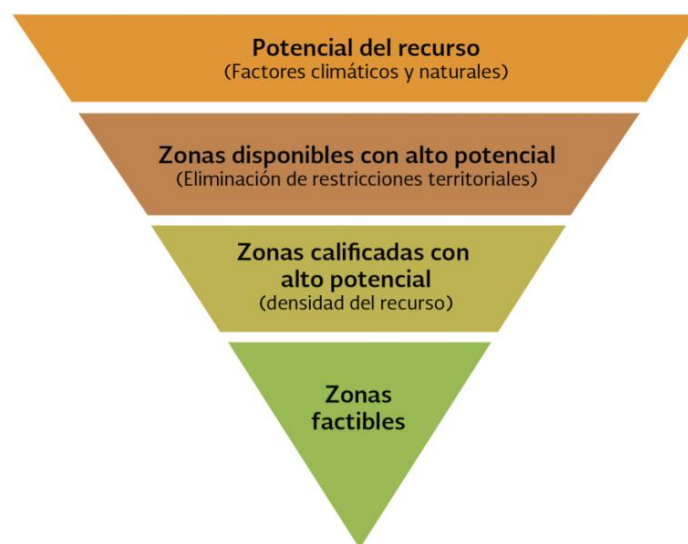 Potencial del recurso
(Factores climáticos y naturales)
Zonas disponibles con alto potencial
(Eliminación de restricciones territoriales)
Zonas calificadas con
alto potencial
(densidad del recurso)
Zonas
factibles